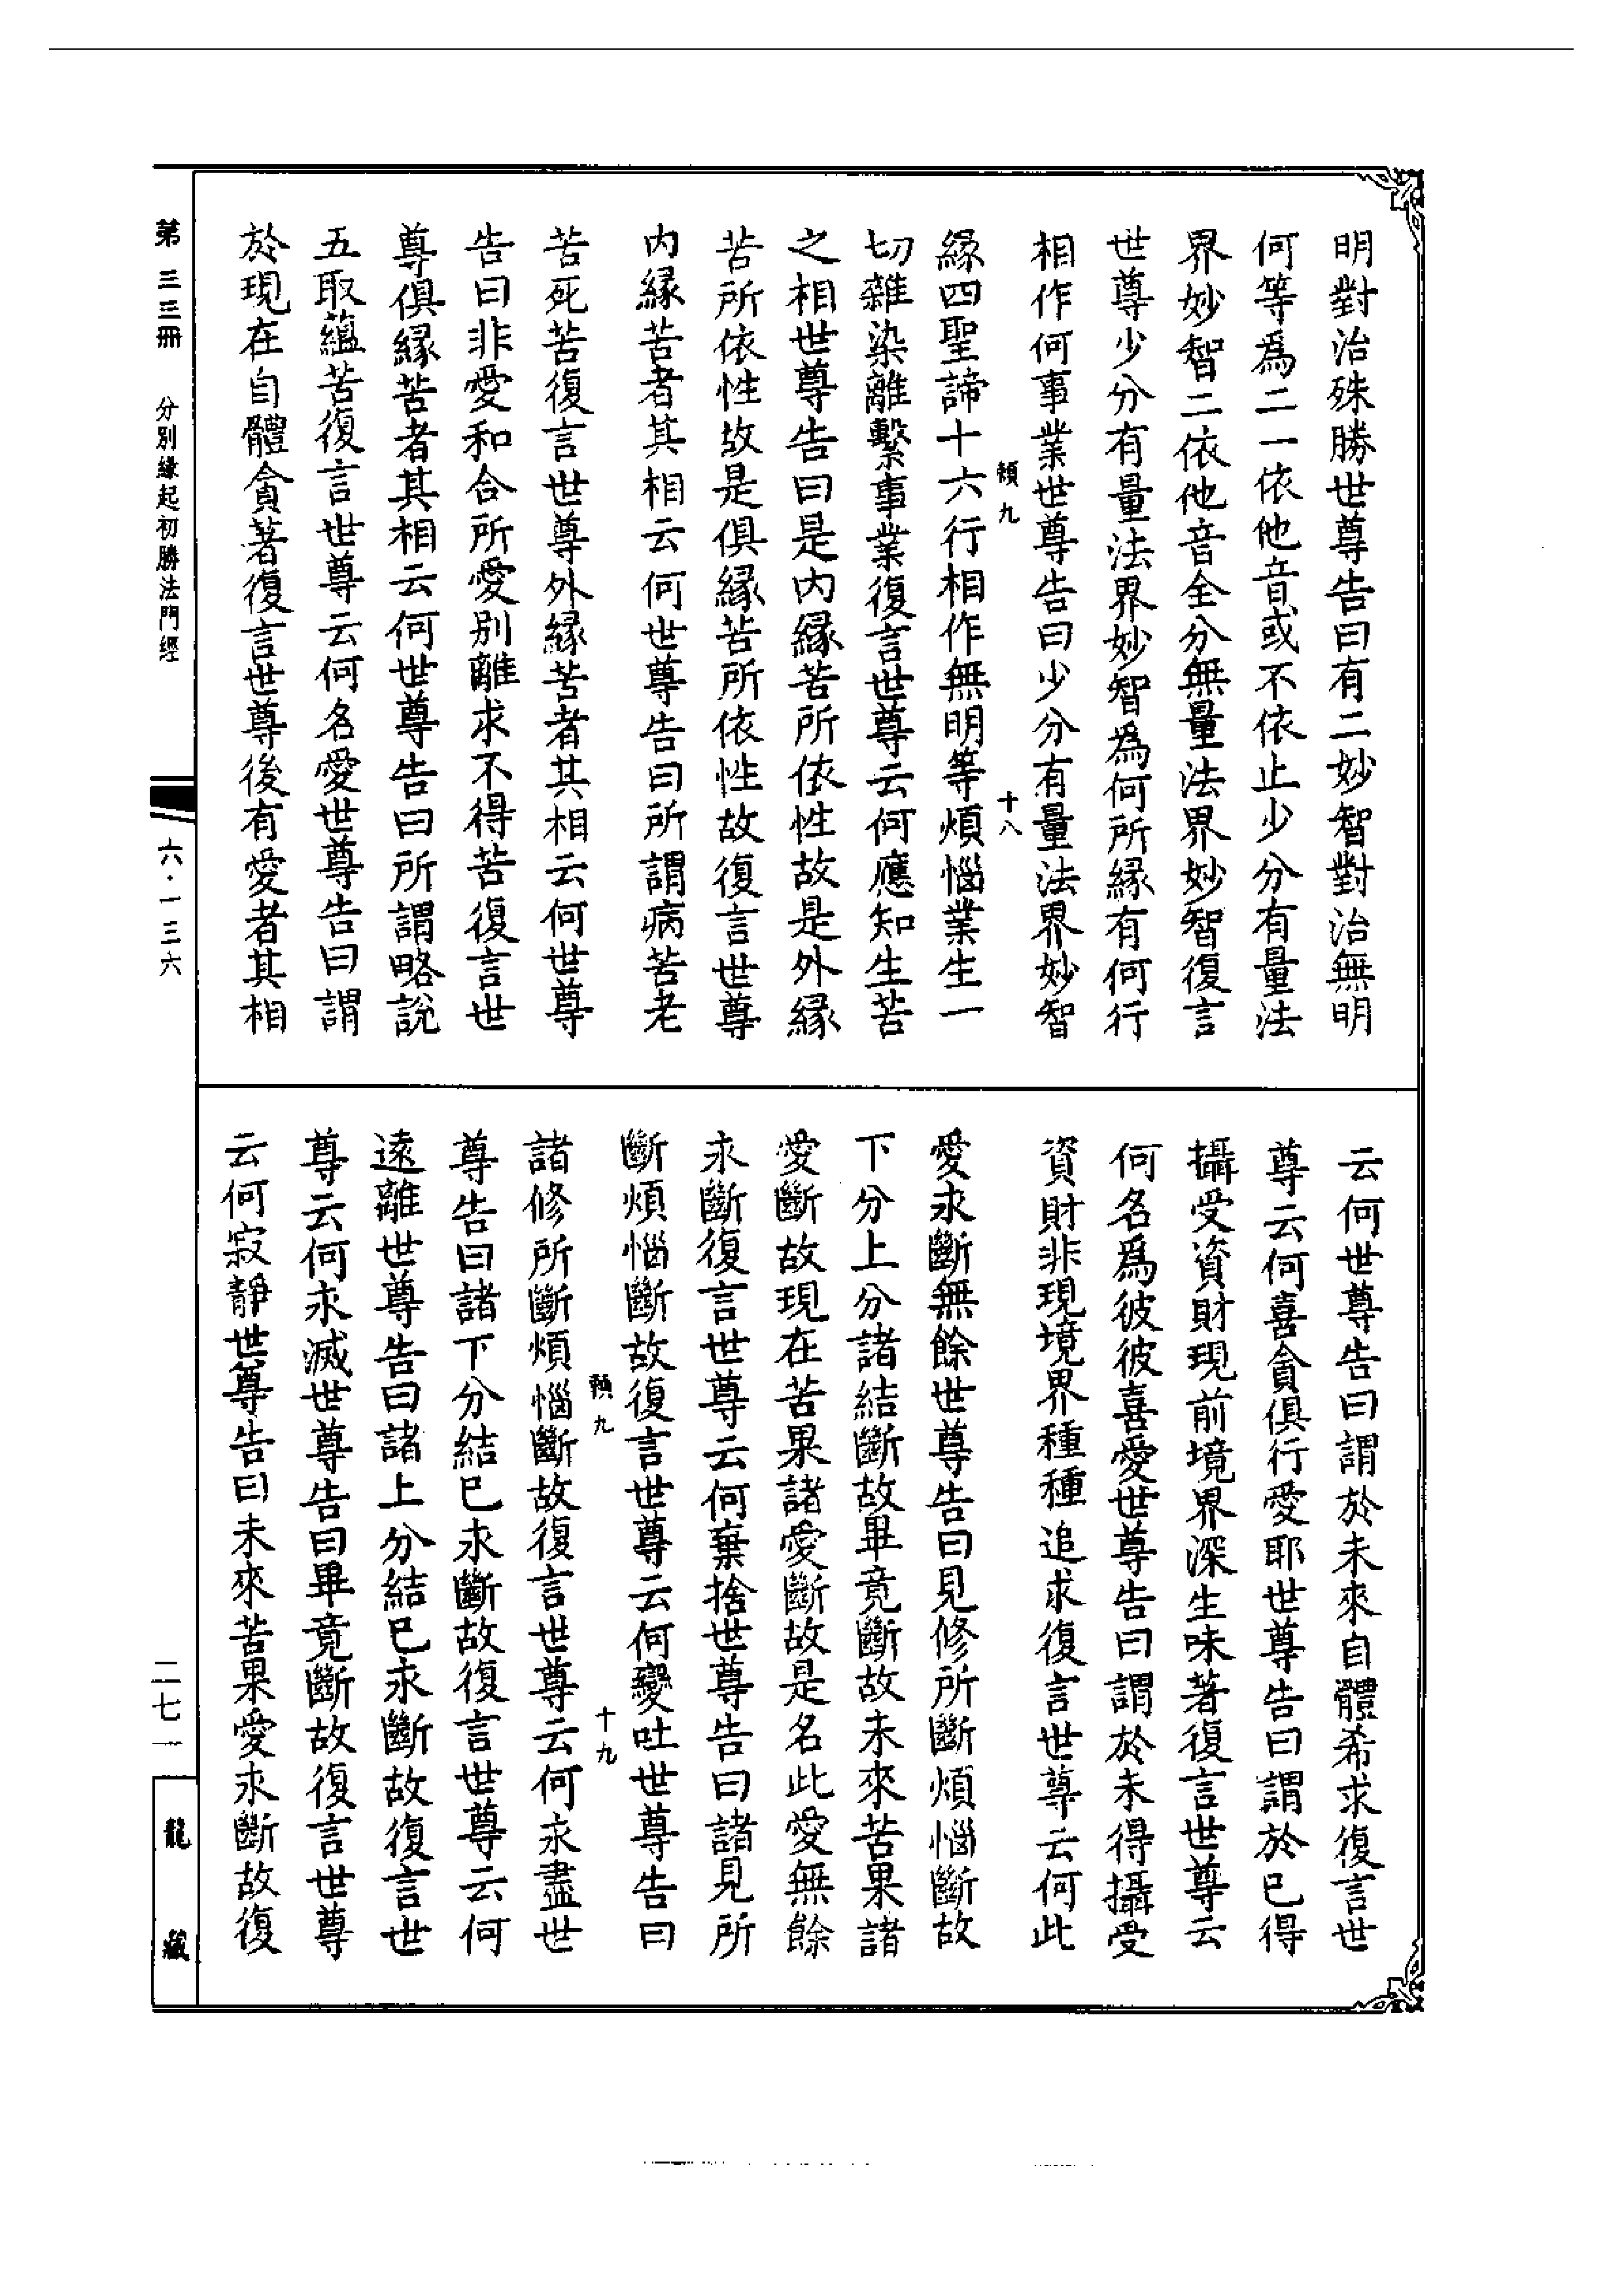 明對治殊勝世尊告曰有二妙智對治無明
何等爲二一依他音或不依止少分有量法
界妙智二依他音全分無量法界妙智復言
世尊少分有量法界妙智爲何所緣有何行
相作何事業世尊告曰少分有量法界妙智
頼九
十八
緣四聖諦十六行相作無明等煩惱業生一
切雜染離繫事業復言世尊云何應知生苦
之相世尊告曰是內緣苦所依性故是外緣
苦所依性故是俱緣苦所依性故復言世尊
內緣苦者其相云何世尊告曰所謂病苦老
苦死苦復言世尊外緣苦者其相云何世尊
告曰非愛和合所愛別離求不得苦復言世
尊俱緣苦者其相云何世尊告曰所謂略說
五取蘊苦復言世尊云何名愛世尊告曰謂
於現在自體貪著復言世尊後有愛者其相
云何世尊告曰謂於未來自體希求復言世
尊云何喜貪俱行愛耶世尊告曰謂於已得
攝受資財現前境界深生味著復言世尊云
何名爲彼彼喜愛世尊告曰謂於未得攝受
資財非現境界種種追求復言世尊云何此
愛永斷無餘世尊告曰見修所斷煩惱斷故
下分上分諸結斷故畢竟斷故未來苦果諸
愛斷故現在苦果諸愛斷故是名此愛無餘
永斷復言世尊云何棄捨世尊告曰諸見所
斷煩惱斷故復言世尊云何變吐世尊告曰
頼九
十九
諸修所斷煩惱斷故復言世尊云何永盡世
尊告曰諸下分結已永斷故復言世尊云何
遠離世尊告曰諸上分結已永斷故復言世
尊云何永滅世尊告曰畢竟斷故復言世尊
云何寂靜世尊告曰未來苦果愛永斷故復
第三三冊
分別緣起初勝法門經
六·一三六
二七一
龍藏